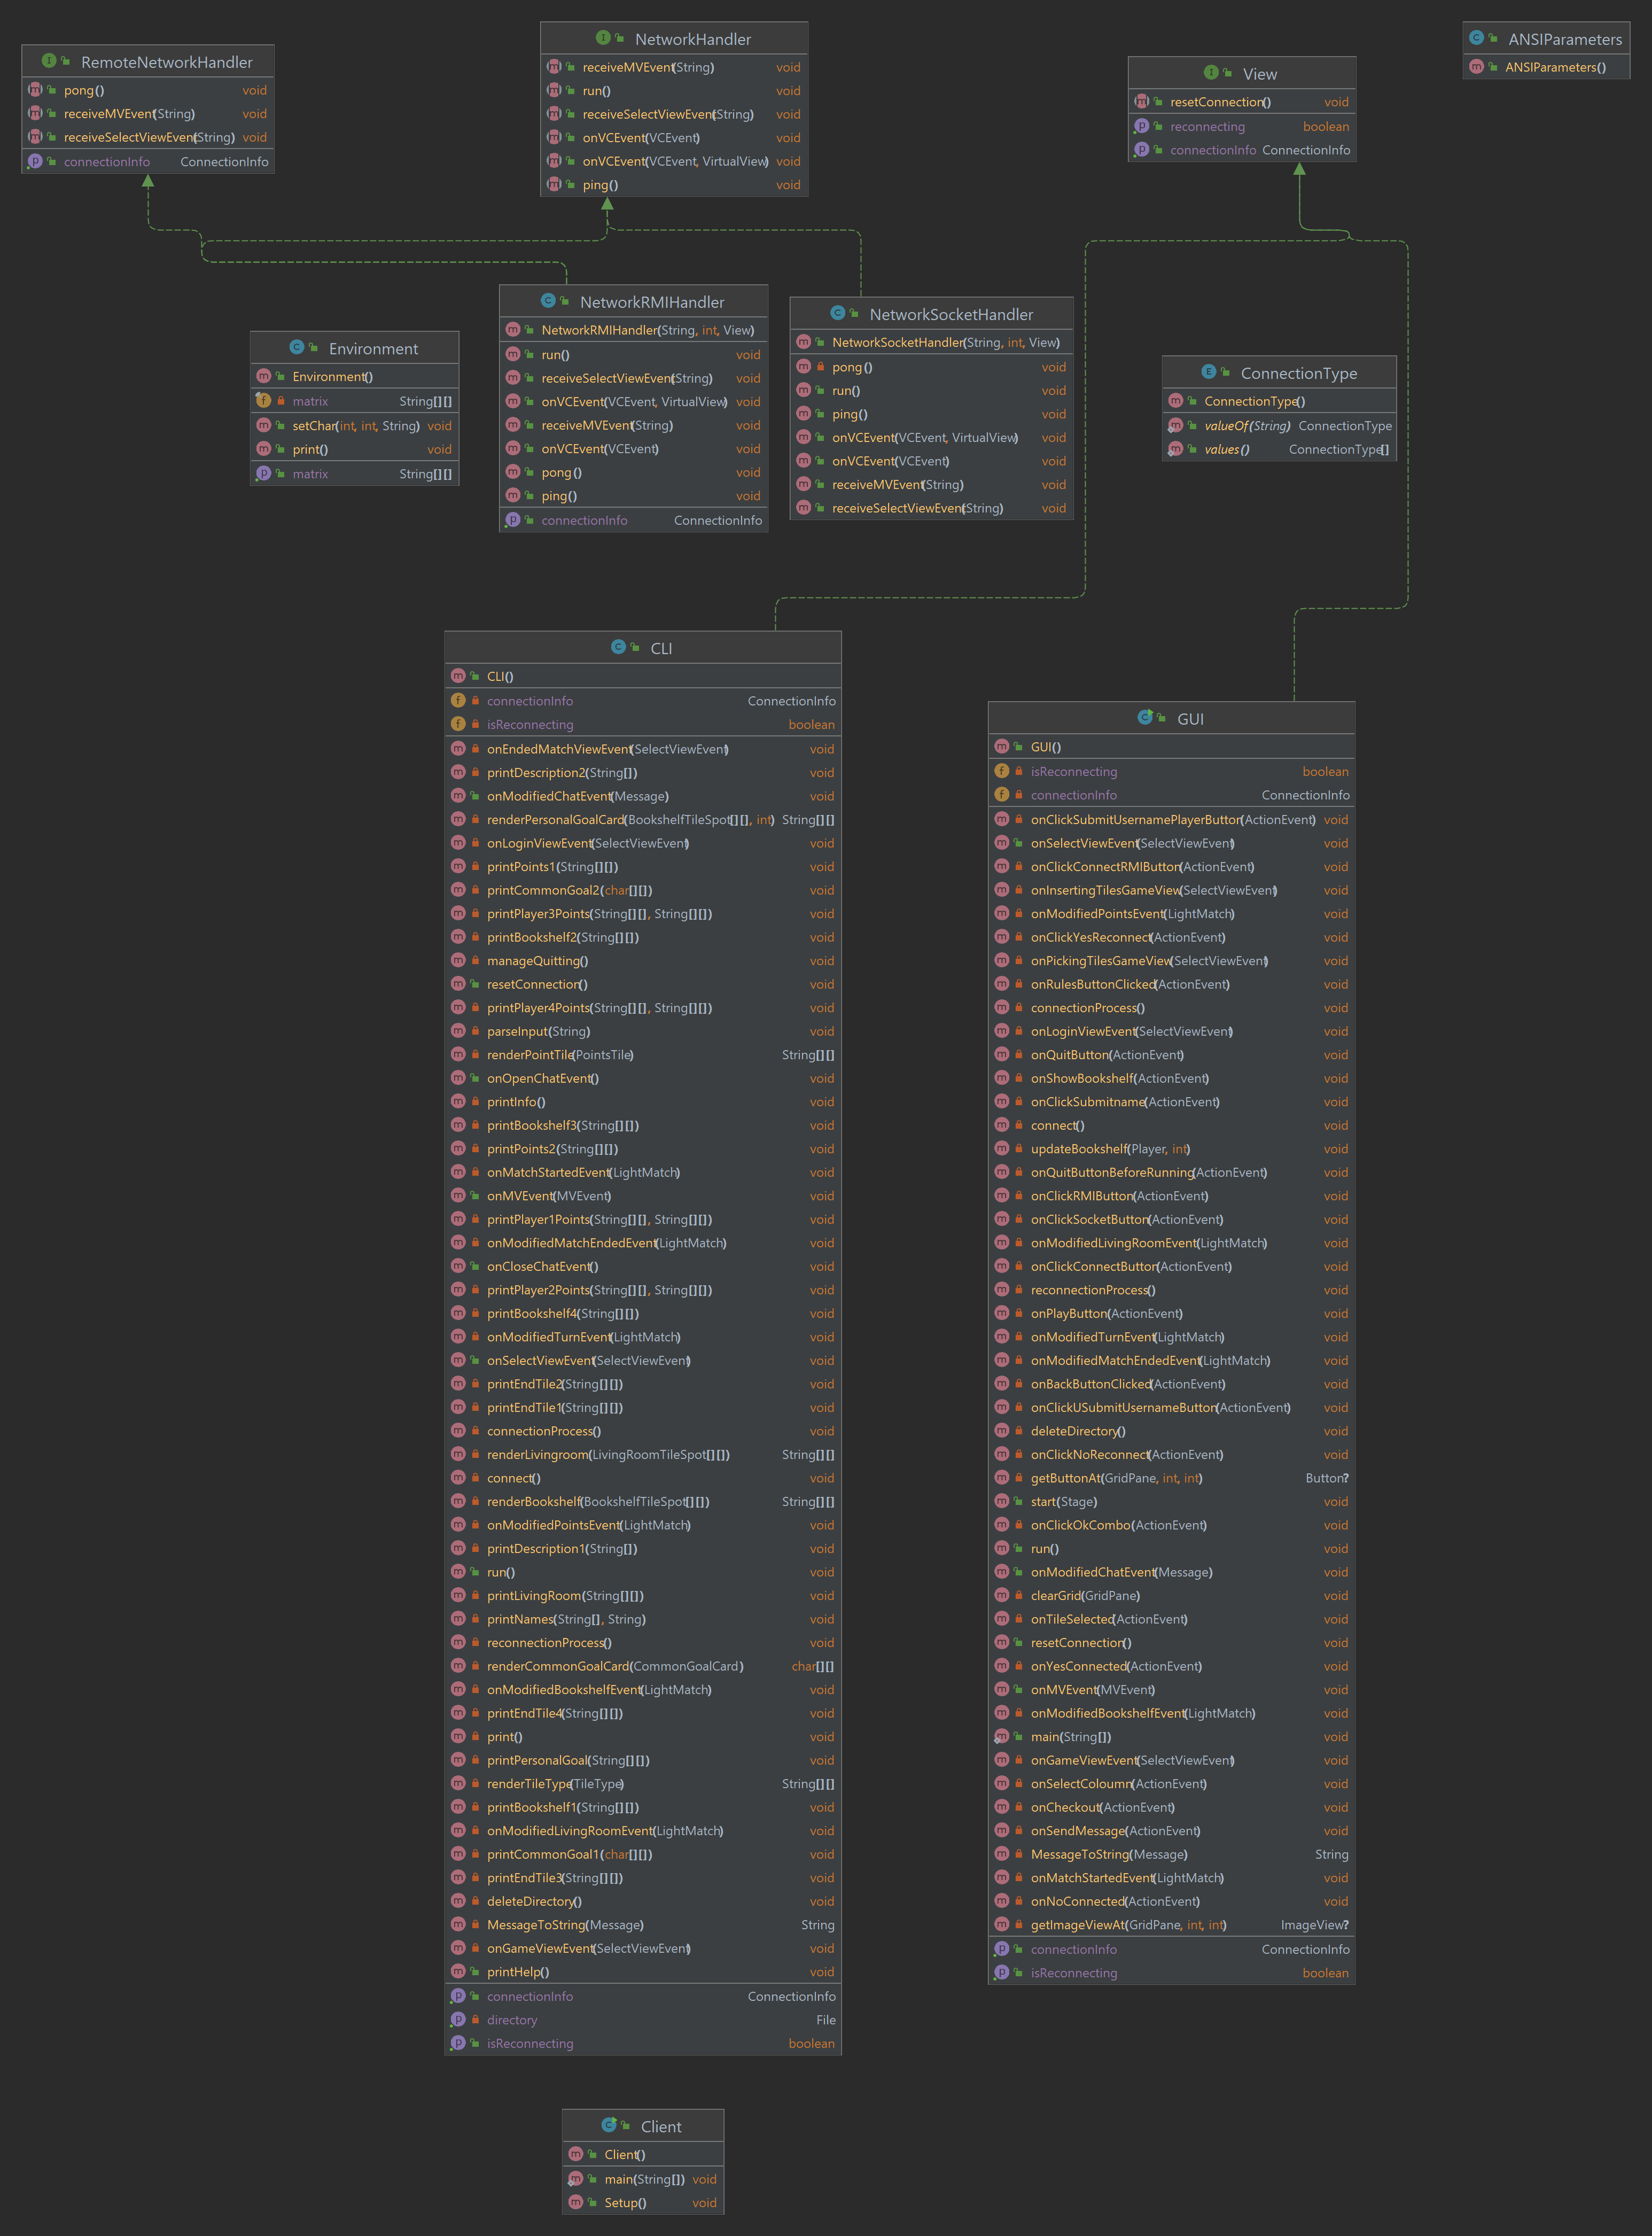 RemoteNetworkHandler
pong() void
receiveMVEvent(String) void
receiveSelectViewEvent(String) void
connectionInfo ConnectionInfo
NetworkHandler
receiveMVEvent(String) void
run() void
receiveSelectViewEvent(String) void
onVCEvent(VCEvent) void
onVCEvent(VCEvent, VirtualView) void
ping() void
View
resetConnection() void
reconnecting boolean
connectionInfo ConnectionInfo
ANSIParameters
ANSIParameters()
Environment
Environment()
matrix String[][]
setChar(int, int, String) void
print() void
matrix String[][]
NetworkRMIHandler
NetworkRMIHandler(String, int, View)
run() void
receiveSelectViewEvent(String) void
onVCEvent(VCEvent, VirtualView) void
receiveMVEvent(String) void
onVCEvent(VCEvent) void
pong() void
ping() void
connectionInfo ConnectionInfo
NetworkSocketHandler
NetworkSocketHandler(String, int, View)
pong() void
run() void
ping() void
onVCEvent(VCEvent, VirtualView) void
onVCEvent(VCEvent) void
receiveMVEvent(String) void
receiveSelectViewEvent(String) void
ConnectionType
ConnectionType()
valueOf(String) ConnectionType
values() ConnectionType[]
CLI
CLI()
connectionInfo ConnectionInfo
isReconnecting boolean
onEndedMatchViewEvent(SelectViewEvent) void
printDescription2(String[]) void
onModifiedChatEvent(Message) void
renderPersonalGoalCard(BookshelfTileSpot[][], int) String[][]
onLoginViewEvent(SelectViewEvent) void
printPoints1(String[][]) void
printCommonGoal2(char[][]) void
printPlayer3Points(String[][], String[][]) void
printBookshelf2(String[][]) void
manageQuitting() void
resetConnection() void
printPlayer4Points(String[][], String[][]) void
parseInput(String) void
renderPointTile(PointsTile) String[][]
onOpenChatEvent() void
printInfo() void
printBookshelf3(String[][]) void
printPoints2(String[][]) void
onMatchStartedEvent(LightMatch) void
onMVEvent(MVEvent) void
printPlayer1Points(String[][], String[][]) void
onModifiedMatchEndedEvent(LightMatch) void
onCloseChatEvent() void
printPlayer2Points(String[][], String[][]) void
printBookshelf4(String[][]) void
onModifiedTurnEvent(LightMatch) void
onSelectViewEvent(SelectViewEvent) void
printEndTile2(String[][]) void
printEndTile1(String[][]) void
connectionProcess() void
renderLivingroom(LivingRoomTileSpot[][]) String[][]
connect() void
renderBookshelf(BookshelfTileSpot[][]) String[][]
onModifiedPointsEvent(LightMatch) void
printDescription1(String[]) void
run() void
printLivingRoom(String[][]) void
printNames(String[], String) void
reconnectionProcess() void
renderCommonGoalCard(CommonGoalCard) char[][]
onModifiedBookshelfEvent(LightMatch) void
printEndTile4(String[][]) void
print() void
printPersonalGoal(String[][]) void
renderTileType(TileType) String[][]
printBookshelf1(String[][]) void
onModifiedLivingRoomEvent(LightMatch) void
printCommonGoal1(char[][]) void
printEndTile3(String[][]) void
deleteDirectory() void
MessageToString(Message) String
onGameViewEvent(SelectViewEvent) void
printHelp() void
connectionInfo ConnectionInfo
directory File
isReconnecting boolean
GUI
GUI()
isReconnecting boolean
connectionInfo ConnectionInfo
onClickSubmitUsernamePlayerButton(ActionEvent) void
onSelectViewEvent(SelectViewEvent) void
onClickConnectRMIButton(ActionEvent) void
onInsertingTilesGameView(SelectViewEvent) void
onModifiedPointsEvent(LightMatch) void
onClickYesReconnect(ActionEvent) void
onPickingTilesGameView(SelectViewEvent) void
onRulesButtonClicked(ActionEvent) void
connectionProcess() void
onLoginViewEvent(SelectViewEvent) void
onQuitButton(ActionEvent) void
onShowBookshelf(ActionEvent) void
onClickSubmitname(ActionEvent) void
connect() void
updateBookshelf(Player, int) void
onQuitButtonBeforeRunning(ActionEvent) void
onClickRMIButton(ActionEvent) void
onClickSocketButton(ActionEvent) void
onModifiedLivingRoomEvent(LightMatch) void
onClickConnectButton(ActionEvent) void
reconnectionProcess() void
onPlayButton(ActionEvent) void
onModifiedTurnEvent(LightMatch) void
onModifiedMatchEndedEvent(LightMatch) void
onBackButtonClicked(ActionEvent) void
onClickUSubmitUsernameButton(ActionEvent) void
deleteDirectory() void
onClickNoReconnect(ActionEvent) void
getButtonAt(GridPane, int, int) Button?
start(Stage) void
onClickOkCombo(ActionEvent) void
run() void
onModifiedChatEvent(Message) void
clearGrid(GridPane) void
onTileSelected(ActionEvent) void
resetConnection() void
onYesConnected(ActionEvent) void
onMVEvent(MVEvent) void
onModifiedBookshelfEvent(LightMatch) void
main(String[]) void
onGameViewEvent(SelectViewEvent) void
onSelectColoumn(ActionEvent) void
onCheckout(ActionEvent) void
onSendMessage(ActionEvent) void
MessageToString(Message) String
onMatchStartedEvent(LightMatch) void
onNoConnected(ActionEvent) void
getImageViewAt(GridPane, int, int) ImageView?
connectionInfo ConnectionInfo
isReconnecting boolean
Client
Client()
main(String[]) void
Setup() void